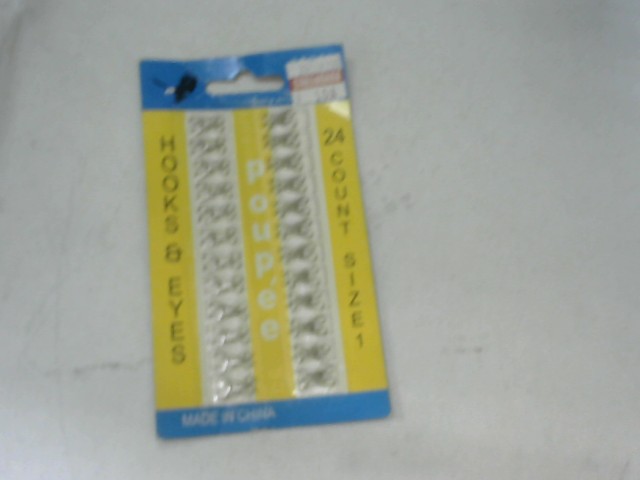 HOOKS & EYES
poupée
24 COUNT SIZE 1
MADE IN CHINA